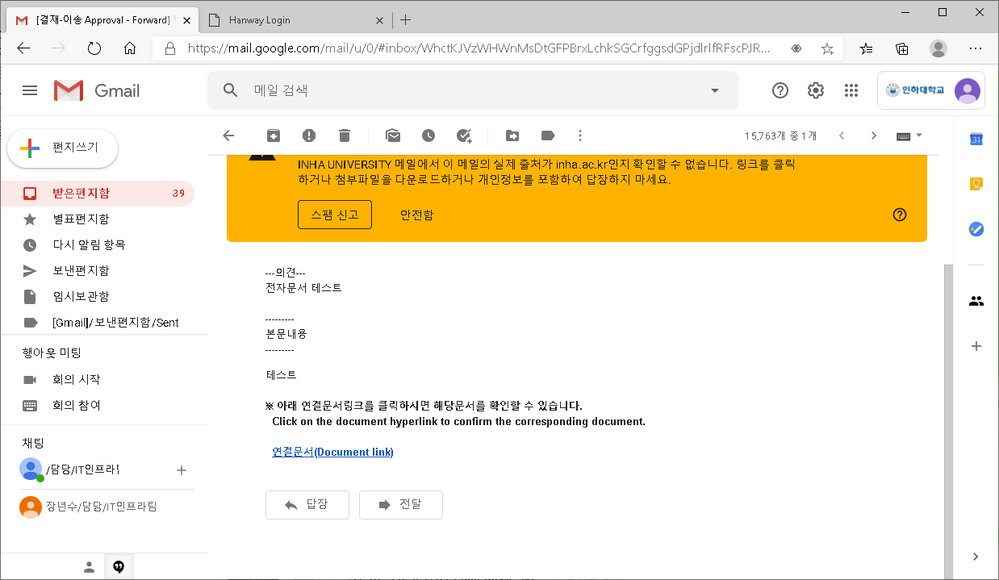 [결재-이송 Approval - Forward]
Hanway Login
https://mail.google.com/mail/u/0/#inbox/WhctKJVzWHWnMsDtGFPBrxLchkSGCrfggsdGPjdlrlfRFscPJR...
Gmail
메일 검색
인하대학교
편지쓰기
15,763개 중 1개
31
받은편지함 39
별표편지함
다시 알림 항목
보낸편지함
임시보관함
[Gmail]/보낸편지함/Sent
행아웃 미팅
회의 시작
회의 참여
채팅
/담당/IT인프라팀
장년수/담당/IT인프라팀
INHA UNIVERSITY 메일에서 이 메일의 실제 출처가 inha.ac.kr인지 확인할 수 없습니다. 링크를 클릭
하거나 첨부파일을 다운로드하거나 개인정보를 포함하여 답장하지 마세요.
스팸 신고 안전함
---의견---
전자문서 테스트
---------
본문내용
---------
테스트
※ 아래 연결문서링크를 클릭하시면 해당문서를 확인할 수 있습니다.
Click on the document hyperlink to confirm the corresponding document.
연결문서(Document link)
답장 전달